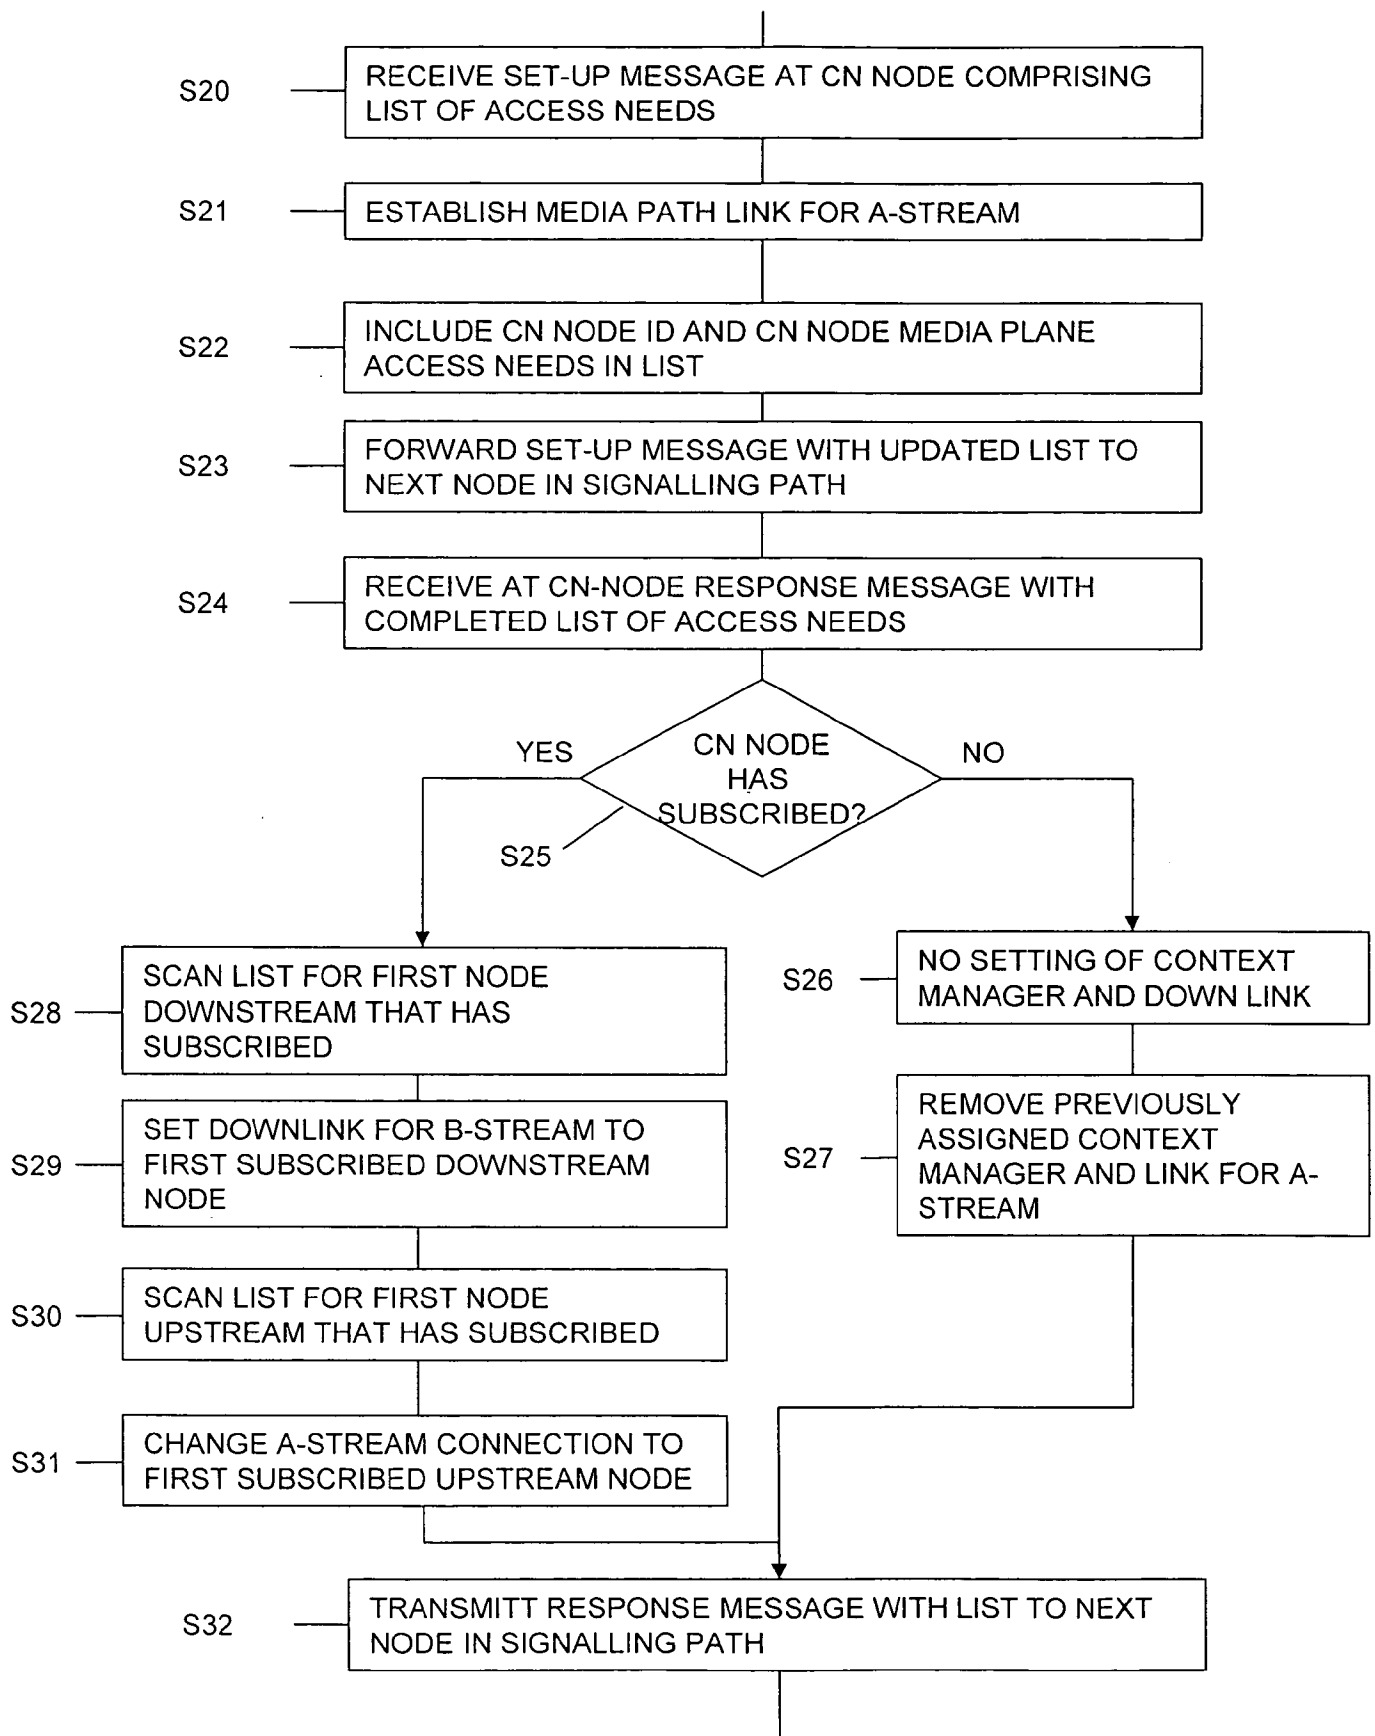 S20
RECEIVE SET-UP MESSAGE AT CN NODE COMPRISING
LIST OF ACCESS NEEDS
S21
ESTABLISH MEDIA PATH LINK FOR A-STREAM
S22
INCLUDE CN NODE ID AND CN NODE MEDIA PLANE
ACCESS NEEDS IN LIST
S23
FORWARD SET-UP MESSAGE WITH UPDATED LIST TO
NEXT NODE IN SIGNALLING PATH
S24
RECEIVE AT CN-NODE RESPONSE MESSAGE WITH
COMPLETED LIST OF ACCESS NEEDS
YES
CN NODE
HAS
SUBSCRIBED?
NO
S25
S28
SCAN LIST FOR FIRST NODE
DOWNSTREAM THAT HAS
SUBSCRIBED
S26
NO SETTING OF CONTEXT
MANAGER AND DOWN LINK
S29
SET DOWNLINK FOR B-STREAM TO
FIRST SUBSCRIBED DOWNSTREAM
NODE
S27
REMOVE PREVIOUSLY
ASSIGNED CONTEXT
MANAGER AND LINK FOR A-
STREAM
S30
SCAN LIST FOR FIRST NODE
UPSTREAM THAT HAS SUBSCRIBED
S31
CHANGE A-STREAM CONNECTION TO
FIRST SUBSCRIBED UPSTREAM NODE
S32
TRANSMITT RESPONSE MESSAGE WITH LIST TO NEXT
NODE IN SIGNALLING PATH